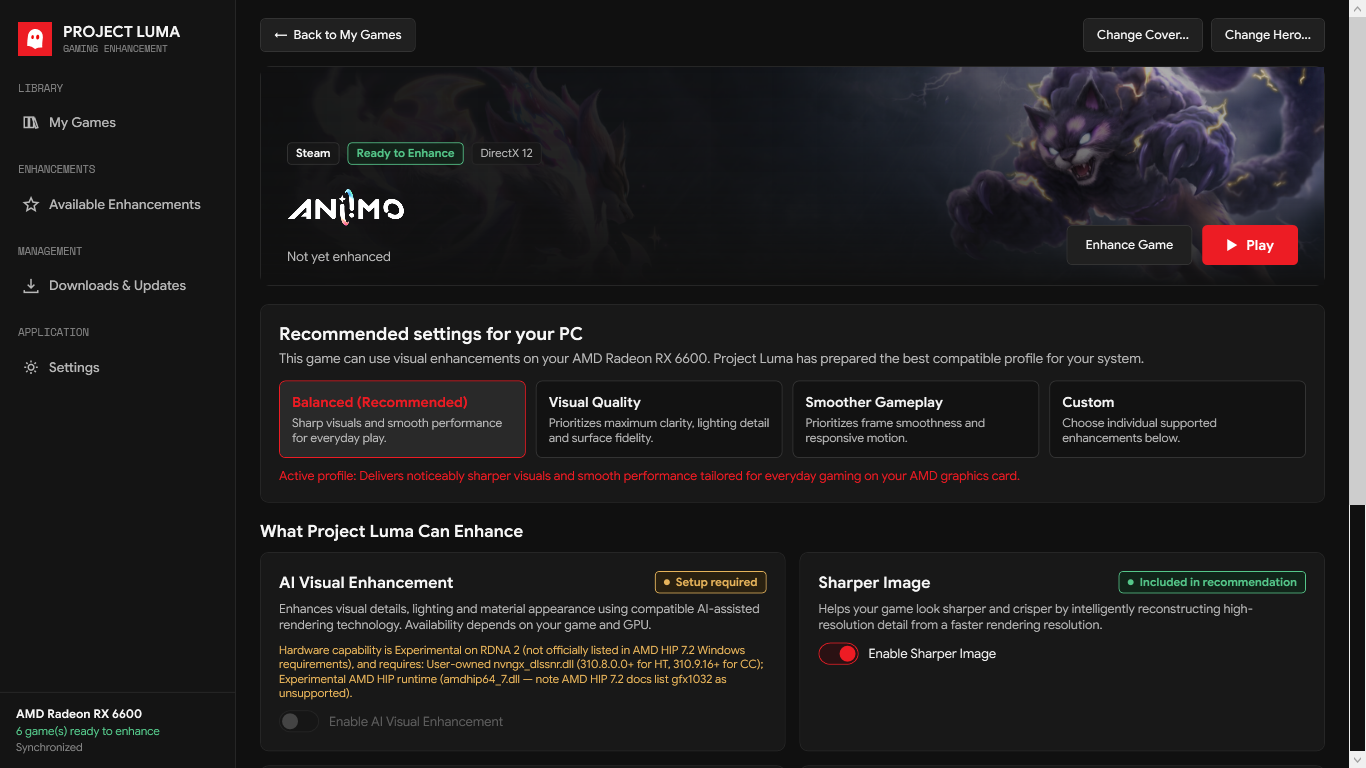 PROJECT LUMA
GAMING ENHANCEMENT
LIBRARY
My Games
ENHANCEMENTS
Available Enhancements
MANAGEMENT
Downloads & Updates
APPLICATION
Settings
AMD Radeon RX 6600
6 game(s) ready to enhance
Synchronized
← Back to My Games
Change Cover...
Change Hero...
Steam
Ready to Enhance
DirectX 12
ANi!MO
Not yet enhanced
Enhance Game
Play
Recommended settings for your PC
This game can use visual enhancements on your AMD Radeon RX 6600. Project Luma has prepared the best compatible profile for your system.
Balanced (Recommended)
Sharp visuals and smooth performance
for everyday play.
Visual Quality
Prioritizes maximum clarity, lighting detail
and surface fidelity.
Smoother Gameplay
Prioritizes frame smoothness and
responsive motion.
Custom
Choose individual supported
enhancements below.
Active profile: Delivers noticeably sharper visuals and smooth performance tailored for everyday gaming on your AMD graphics card.
What Project Luma Can Enhance
AI Visual Enhancement
Setup required
Enhances visual details, lighting and material appearance using compatible AI-assisted
rendering technology. Availability depends on your game and GPU.
Hardware capability is Experimental on RDNA 2 (not officially listed in AMD HIP 7.2 Windows
requirements), and requires: User-owned nvngx_dlssnr.dll (310.8.0.0+ for HT, 310.9.16+ for CC);
Experimental AMD HIP runtime (amdhip64_7.dll — note AMD HIP 7.2 docs list gfx1032 as
unsupported).
Enable AI Visual Enhancement
Sharper Image
Included in recommendation
Helps your game look sharper and crisper by intelligently reconstructing high-
resolution detail from a faster rendering resolution.
Enable Sharper Image